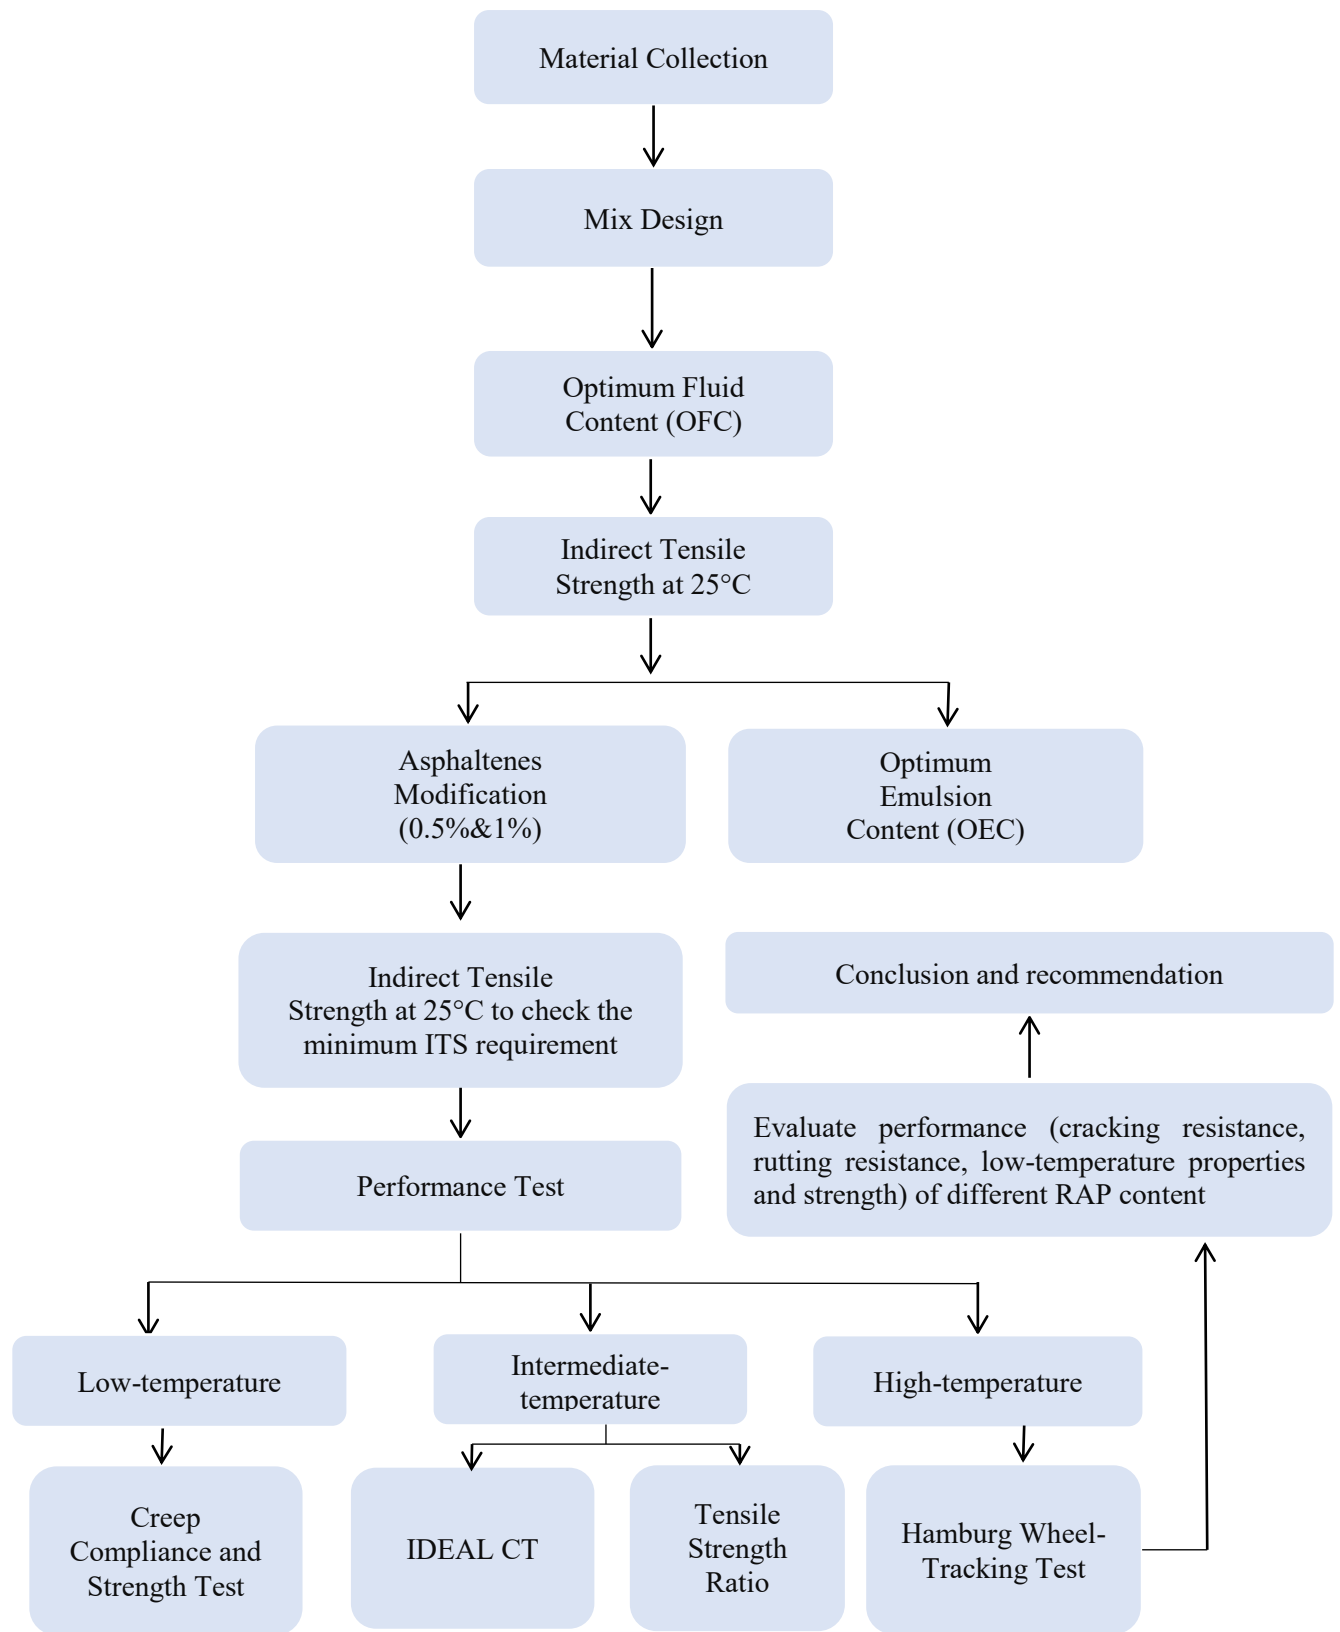 Material Collection
Mix Design
Optimum Fluid
Content (OFC)
Indirect Tensile
Strength at 25°C
Asphaltenes
Modification
(0.5%&1%)
Optimum
Emulsion
Content (OEC)
Indirect Tensile
Strength at 25°C to check the
minimum ITS requirement
Conclusion and recommendation
Evaluate performance (cracking resistance,
rutting resistance, low-temperature properties
and strength) of different RAP content
Performance Test
Low-temperature
Intermediate-
temperature
High-temperature
Creep
Compliance and
Strength Test
IDEAL CT
Tensile
Strength
Ratio
Hamburg Wheel-
Tracking Test